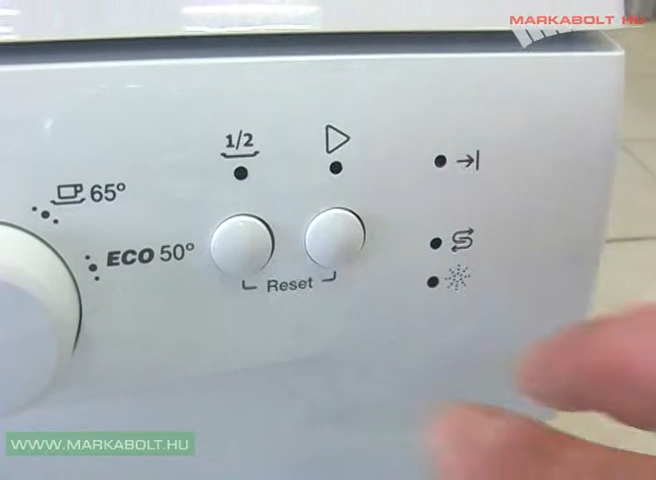 MARKABOLT HU
1/2
65°
ECO 50°
Reset
WWW.MARKABOLT.HU